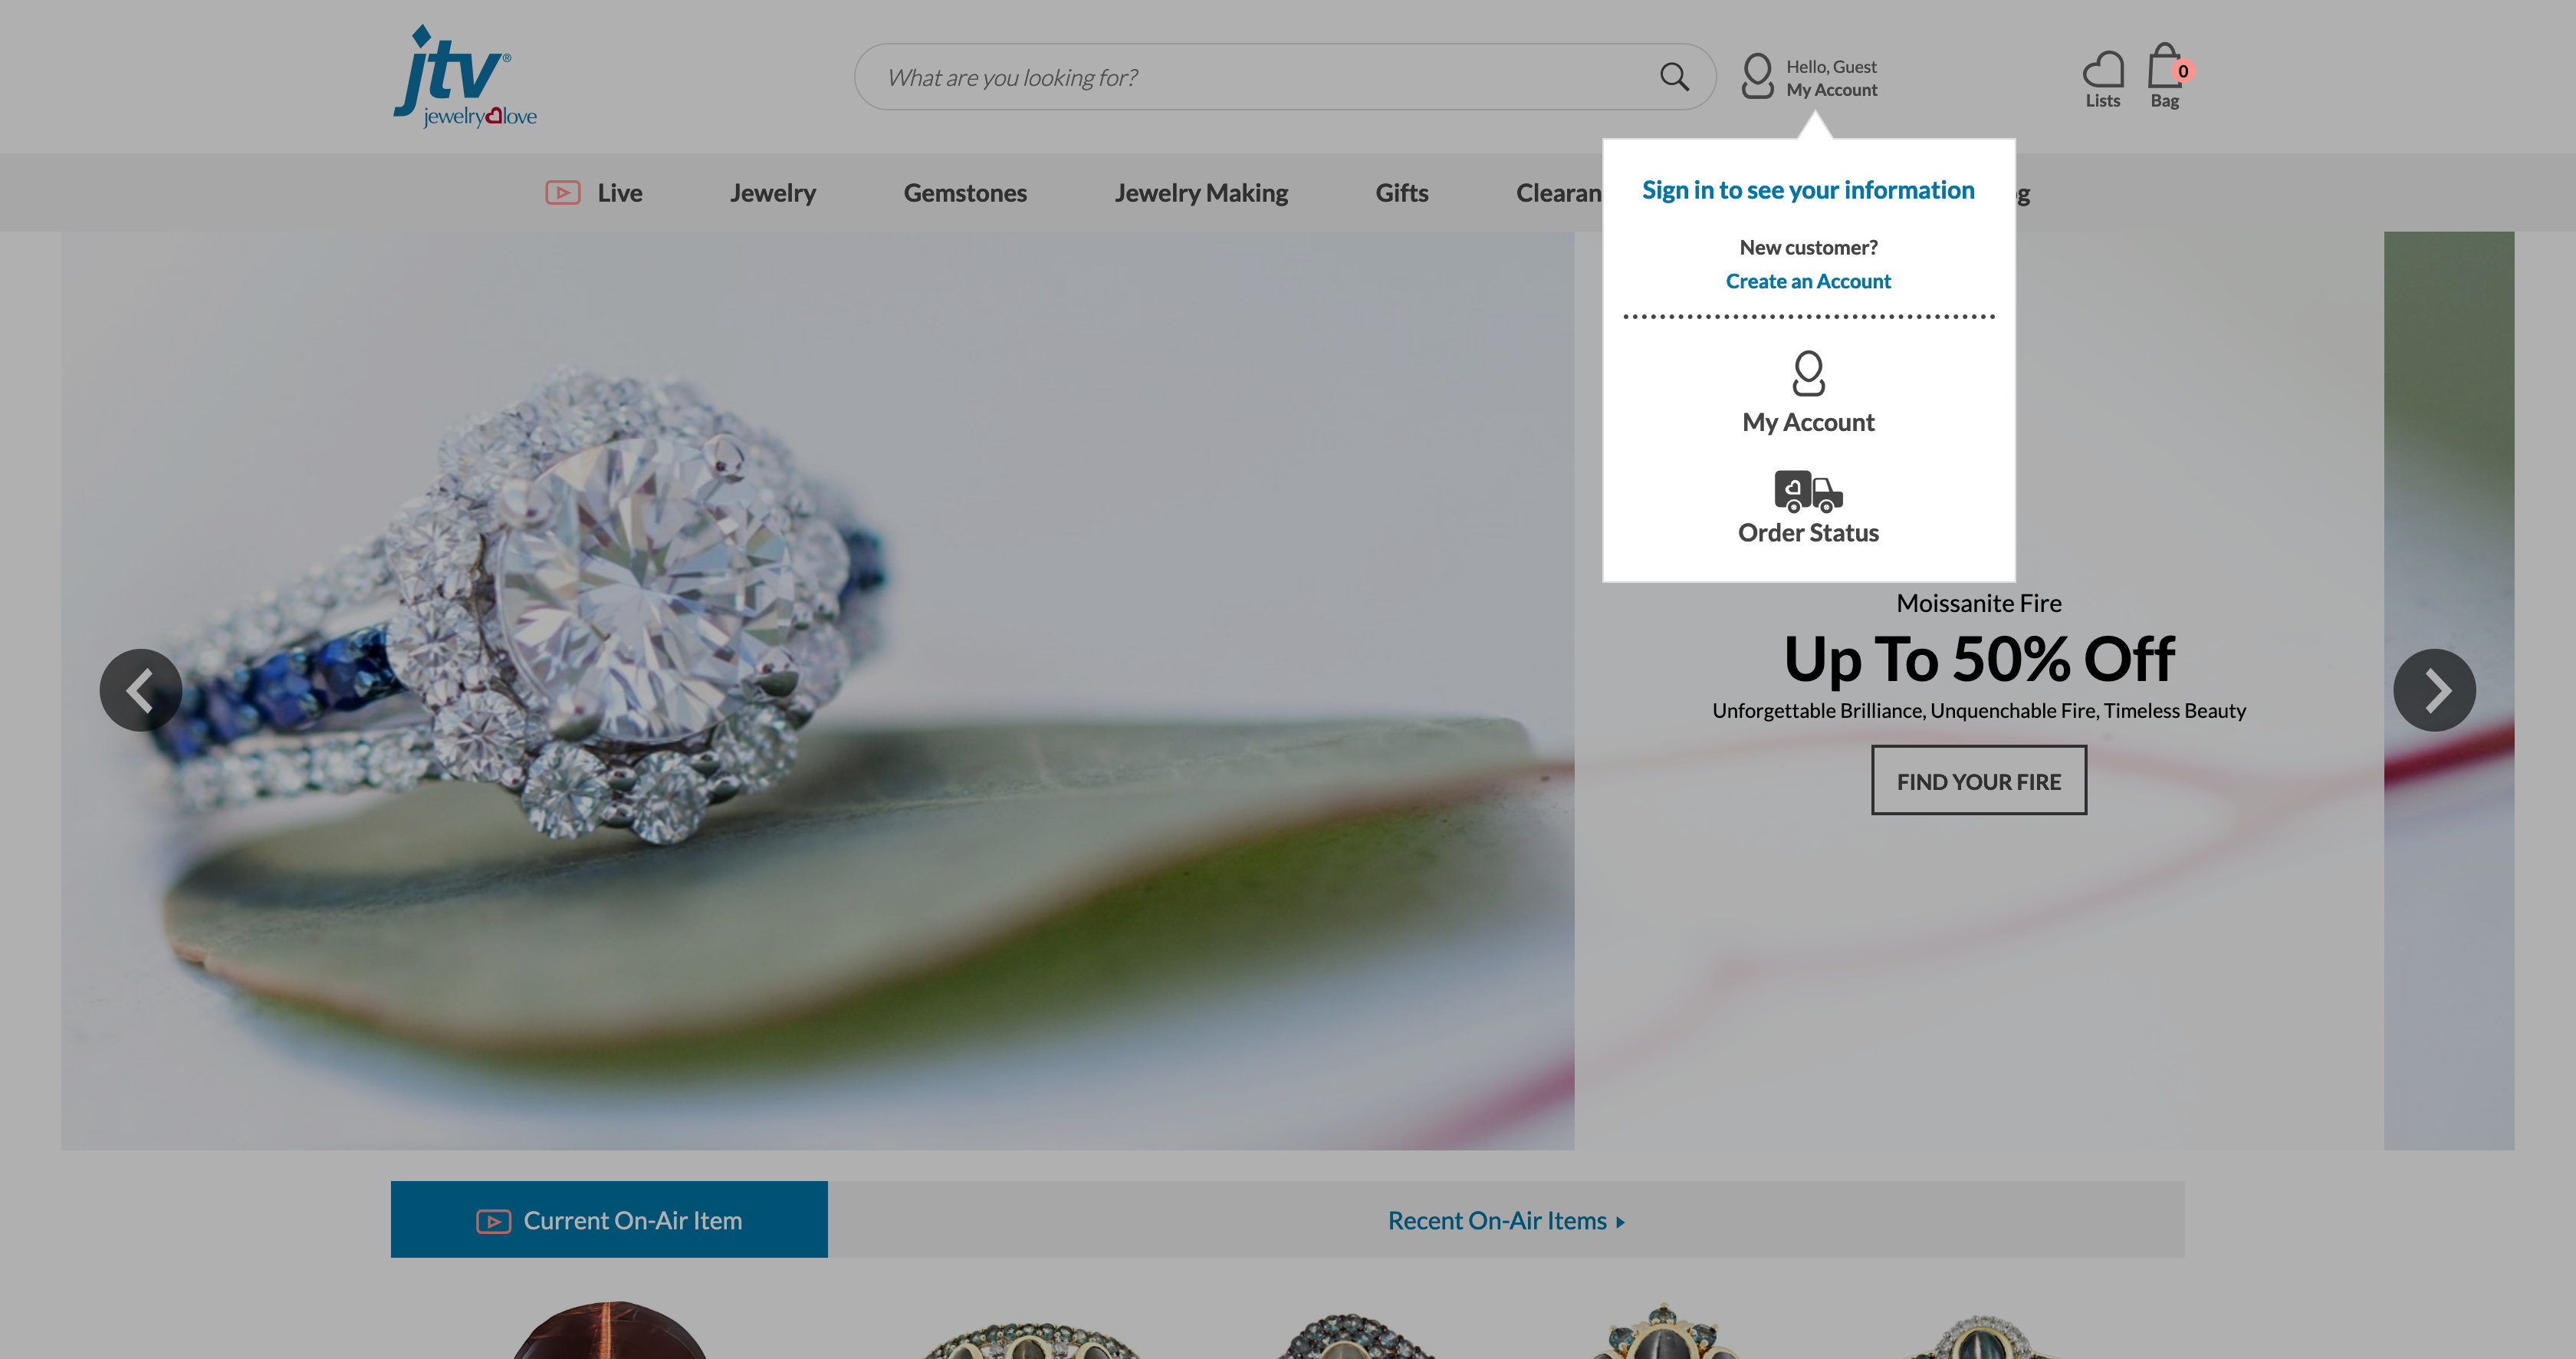 jtv®
jewelry love
What are you looking for?
Hello, Guest
My Account
Lists
Bag
0
Live
Jewelry
Gemstones
Jewelry Making
Gifts
Sign in to see your information
New customer?
Create an Account
My Account
Order Status
Moissanite Fire
Up To 50% Off
Unforgettable Brilliance, Unquenchable Fire, Timeless Beauty
FIND YOUR FIRE
Current On-Air Item
Recent On-Air Items